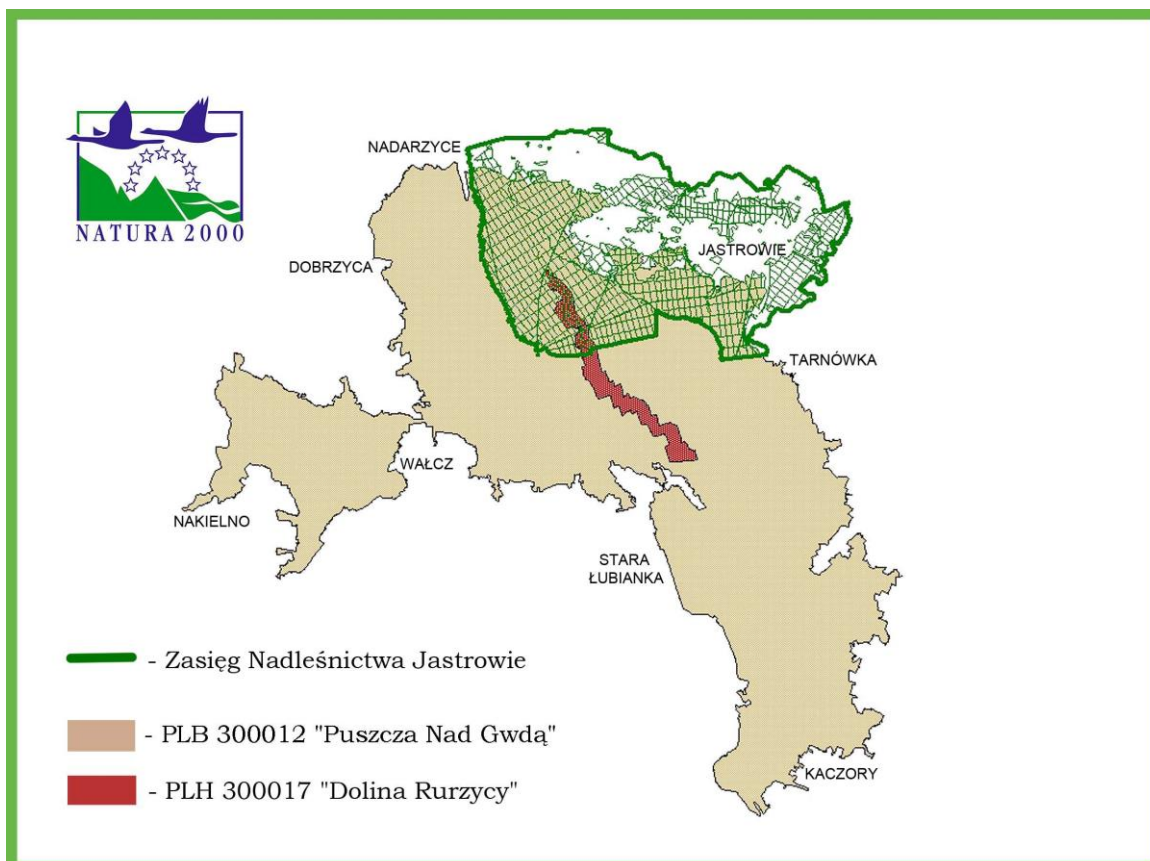 NADARZYCE
NATURA 2000
JASTROWIE
DOBRZYCA
TARNÓWKA
WAŁCZ
NAKIELNO
STARA
ŁUBIANKA
- Zasięg Nadleśnictwa Jastrowie
- PLB 300012 "Puszcza Nad Gwdą"
KACZORY
- PLH 300017 "Dolina Rurzycy"